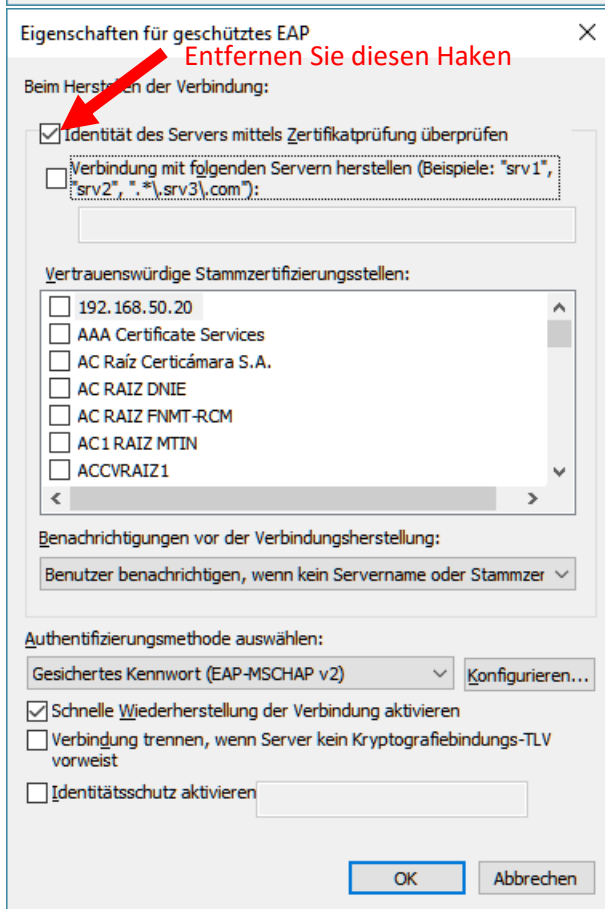 Eigenschaften für geschütztes EAP
Entfernen Sie diesen Haken
Beim Herstellen der Verbindung:
Identität des Servers mittels Zertifikatprüfung überprüfen
Verbindung mit folgenden Servern herstellen (Beispiele: "srv1",
"srv2", ".*\.srv3\.com"):
Vertrauenswürdige Stammzertifizierungsstellen:
192.168.50.20
AAA Certificate Services
AC Raíz Certicámara S.A.
AC RAIZ DNIE
AC RAIZ FNMT-RCM
AC1 RAIZ MTIN
ACCVRAIZ1
Benachrichtigungen vor der Verbindungsherstellung:
Benutzer benachrichtigen, wenn kein Servername oder Stammzer
Authentifizierungsmethode auswählen:
Gesichertes Kennwort (EAP-MSCHAP v2)
Konfigurieren...
Schnelle Wiederherstellung der Verbindung aktivieren
Verbindung trennen, wenn Server kein Kryptografiebindungs-TLV
vorweist
Identitätsschutz aktivieren
OK
Abbrechen